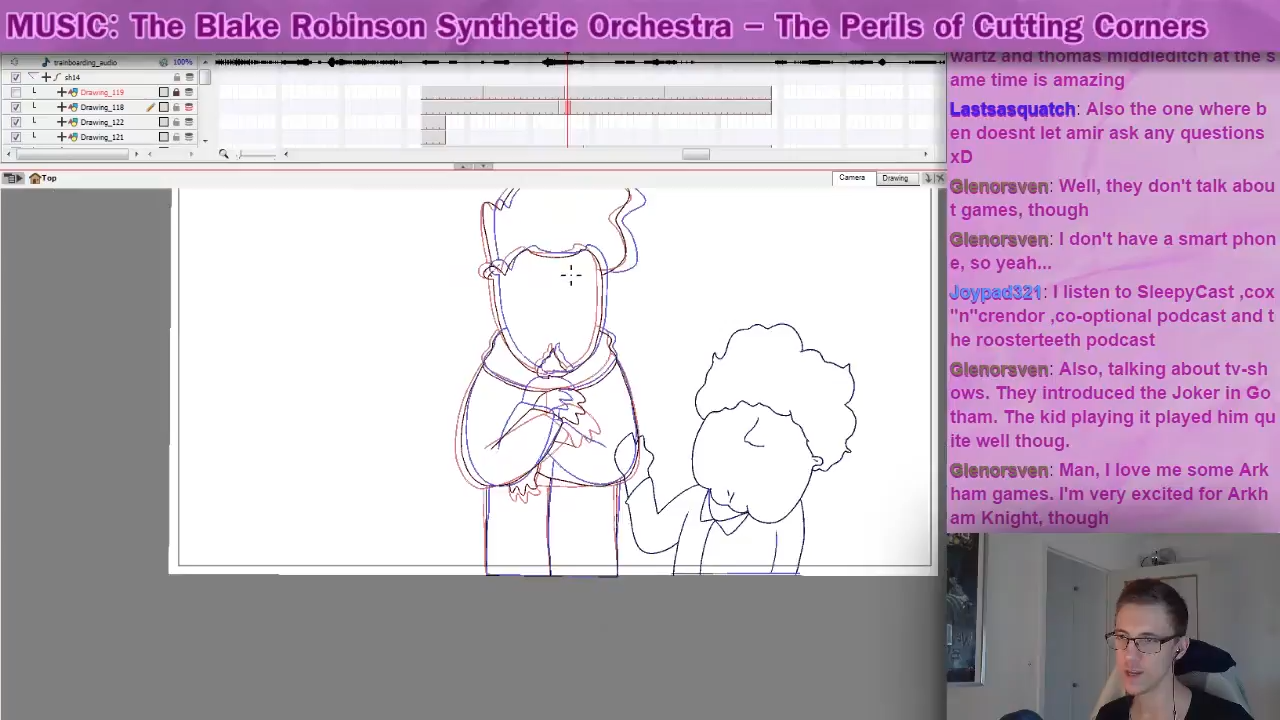 MUSIC: The Blake Robinson Synthetic Orchestra – The Perils of Cutting Corners
trainboarding_audio 100%
sh14
Drawing_119
Drawing_118
Drawing_122
Drawing_121
Top
Camera Drawing
wartz and thomas middleditch at the s
ame time is amazing
Lastsasquatch: Also the one where b
en doesnt let amir ask any questions
xD
Glenorsven: Well, they don't talk abou
t games, though
Glenorsven: I don't have a smart phon
e, so yeah...
Joypad321: I listen to SleepyCast ,cox
"n"crendor ,co-optional podcast and t
he roosterteeth podcast
Glenorsven: Also, talking about tv-sh
ows. They introduced the Joker in Go
tham. The kid playing it played him qu
ite well thoug.
Glenorsven: Man, I love me some Ark
ham games. I'm very excited for Arkh
am Knight, though